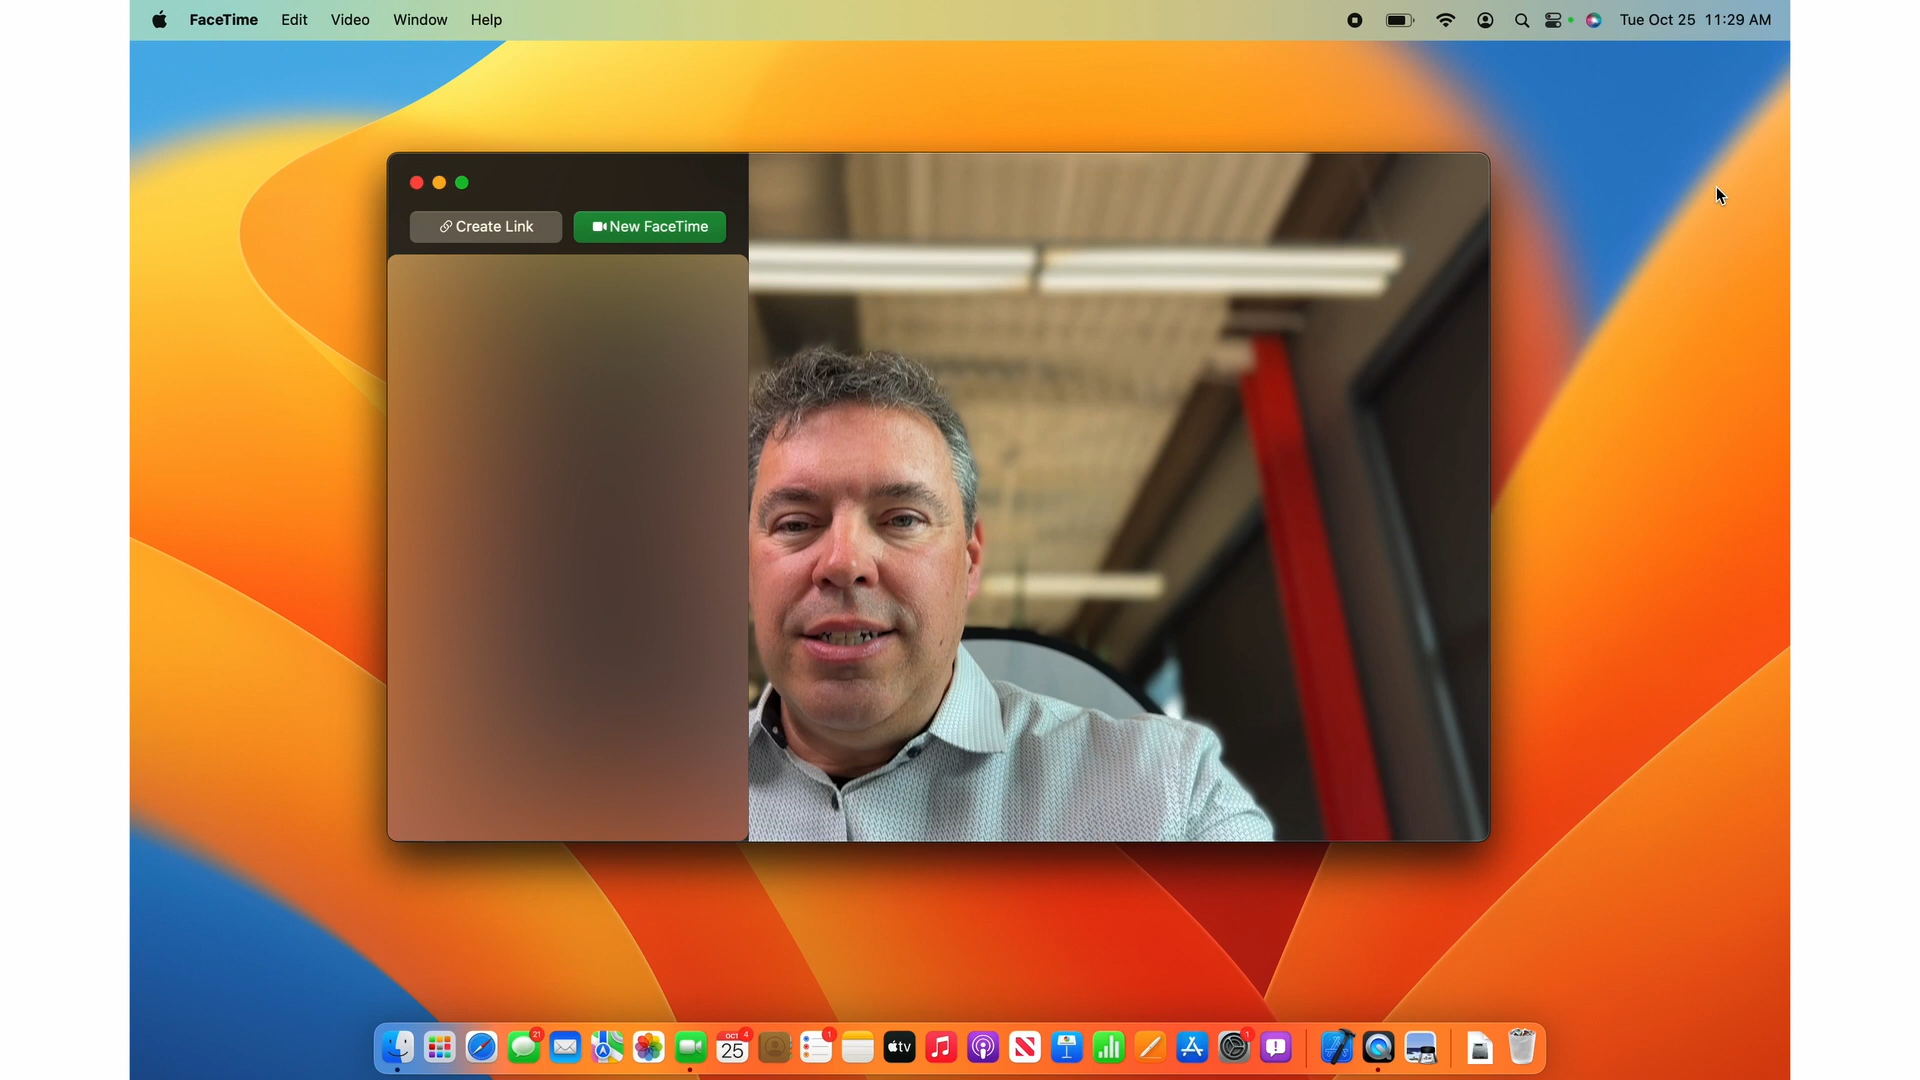 FaceTime Edit Video Window Help
Tue Oct 25 11:29 AM
Create Link
New FaceTime
21
OCT
4
25
1
tv
1